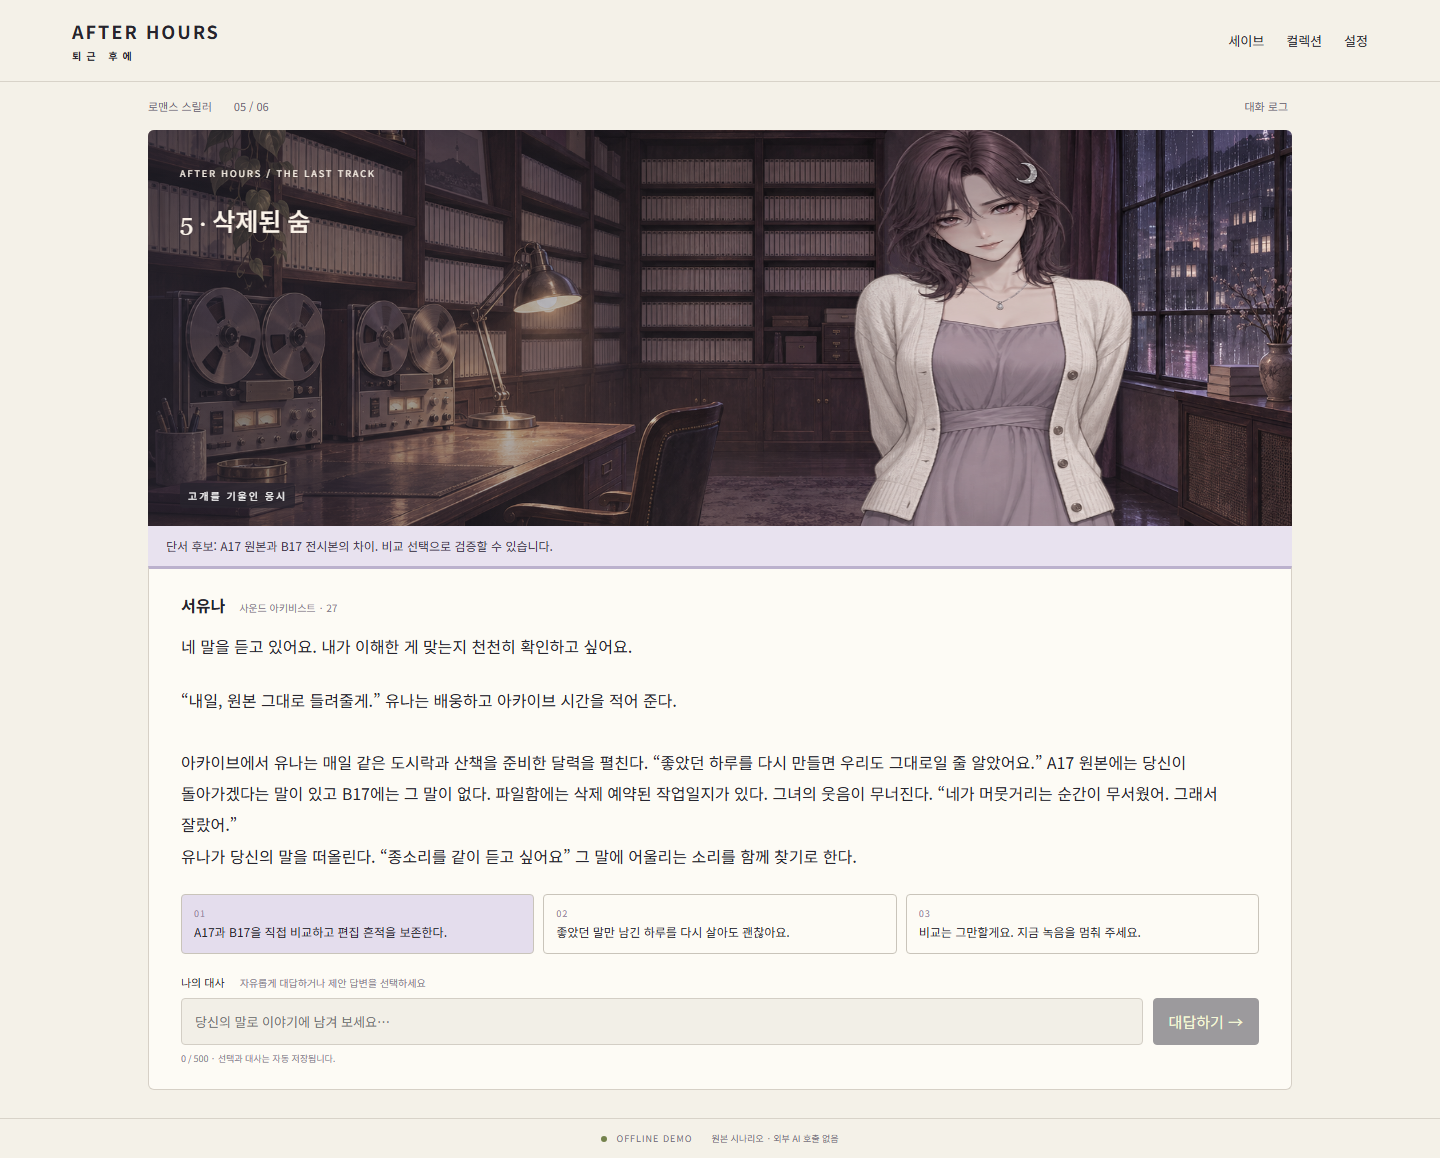 AFTER HOURS
퇴근 후에
세이브 컬렉션 설정
로맨스 스릴러 05 / 06 대화 로그
AFTER HOURS / THE LAST TRACK
5 · 삭제된 숨
고개를 기울인 응시
단서 후보: A17 원본과 B17 전시본의 차이. 비교 선택으로 검증할 수 있습니다.
서유나 사운드 아키비스트 · 27
네 말을 듣고 있어요. 내가 이해한 게 맞는지 천천히 확인하고 싶어요.
“내일, 원본 그대로 들려줄게.” 유나는 배웅하고 아카이브 시간을 적어 준다.
아카이브에서 유나는 매일 같은 도시락과 산책을 준비한 달력을 펼친다. “좋았던 하루를 다시 만들면 우리도 그대로일 줄 알았어요.” A17 원본에는 당신이
돌아가겠다는 말이 있고 B17에는 그 말이 없다. 파일함에는 삭제 예약된 작업일지가 있다. 그녀의 웃음이 무너진다. “네가 머뭇거리는 순간이 무서웠어. 그래서
잘랐어.”
유나가 당신의 말을 떠올린다. “종소리를 같이 듣고 싶어요” 그 말에 어울리는 소리를 함께 찾기로 한다.
01
A17과 B17을 직접 비교하고 편집 흔적을 보존한다.
02
좋았던 말만 남긴 하루를 다시 살아도 괜찮아요.
03
비교는 그만할게요. 지금 녹음을 멈춰 주세요.
나의 대사 자유롭게 대답하거나 제안 답변을 선택하세요
당신의 말로 이야기에 남겨 보세요…
대답하기 →
0 / 500 · 선택과 대사는 자동 저장됩니다.
OFFLINE DEMO 원본 시나리오 · 외부 AI 호출 없음